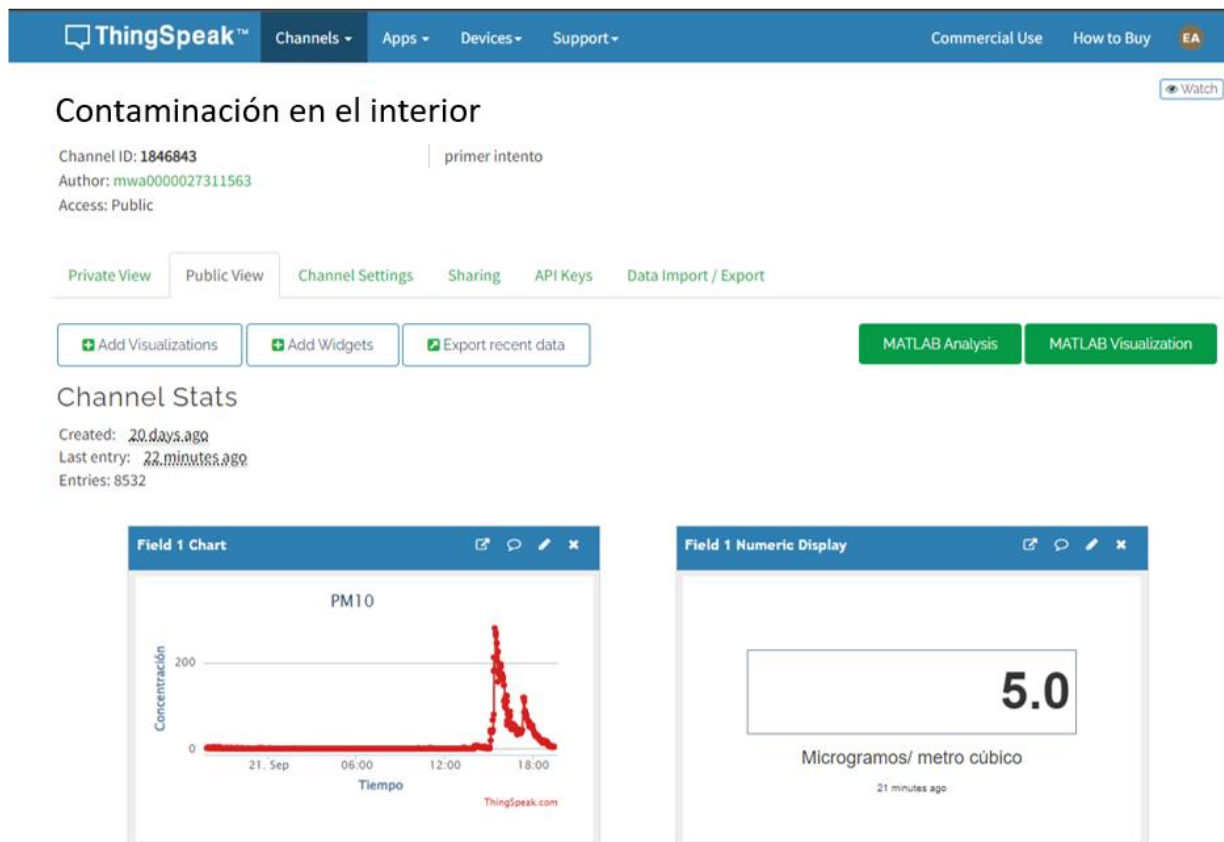 ThingSpeak™ Channels Apps Devices Support Commercial Use How to Buy EA
Watch
Contaminación en el interior
Channel ID: 1846843 primer intento
Author: mwa0000027311563
Access: Public
Private View Public View Channel Settings Sharing API Keys Data Import / Export
Add Visualizations Add Widgets Export recent data MATLAB Analysis MATLAB Visualization
Channel Stats
Created: 20 days ago
Last entry: 22 minutes ago
Entries: 8532
Field 1 Chart
PM10
Concentración
200
0
21. Sep 06:00 12:00 18:00
Tiempo
ThingSpeak.com
Field 1 Numeric Display
5.0
Microgramos/ metro cúbico
21 minutes ago